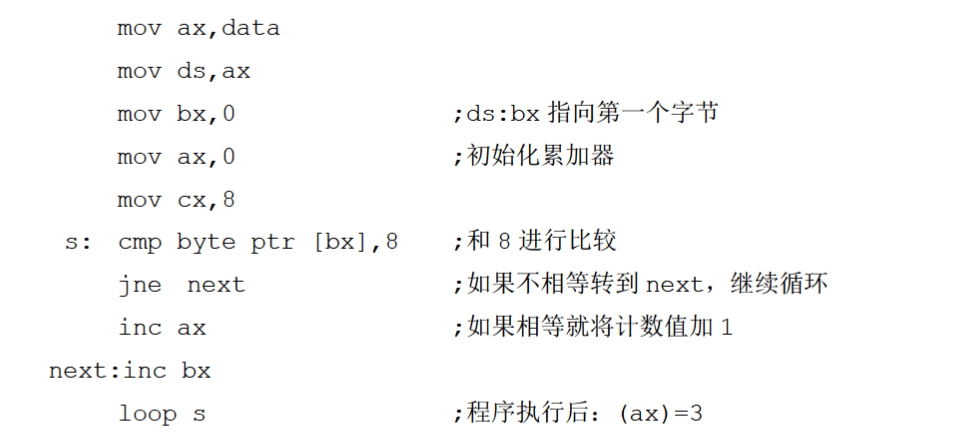 mov ax,data
mov ds,ax
mov bx,0 ;ds:bx 指向第一个字节
mov ax,0 ;初始化累加器
mov cx,8
s: cmp byte ptr [bx],8 ;和 8 进行比较
jne next ;如果不相等转到 next，继续循环
inc ax ;如果相等就将计数值加 1
next:inc bx
loop s ;程序执行后：(ax)=3